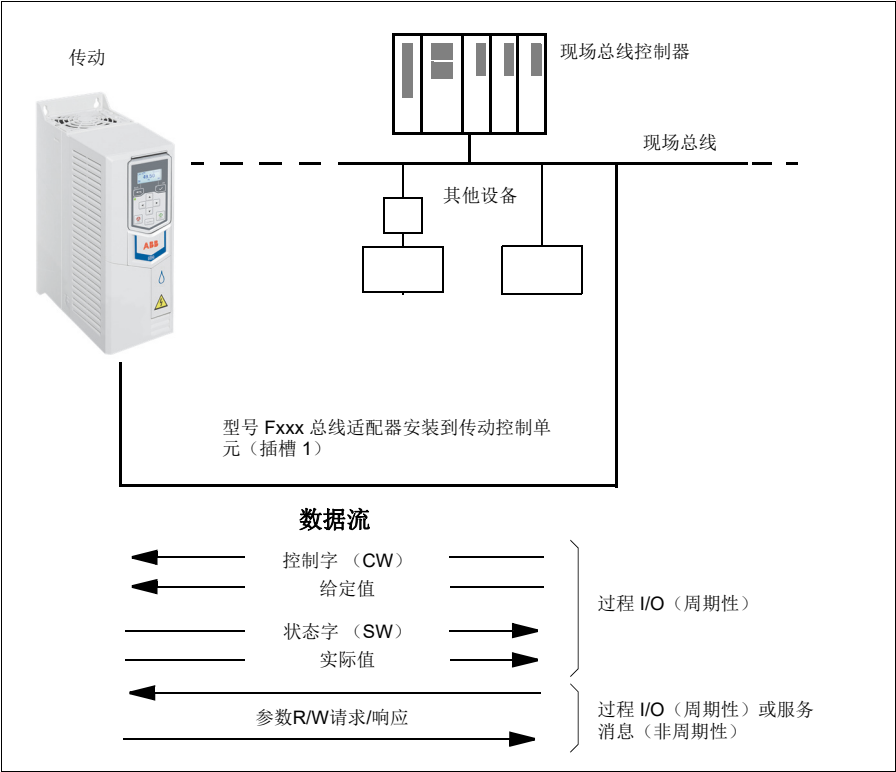 传动
现场总线控制器
现场总线
其他设备
ABB
型号 Fxxx 总线适配器安装到传动控制单
元（插槽 1）
数据流
控制字 （CW）
给定值
过程 I/O（周期性）
状态字 （SW）
实际值
参数R/W请求/响应
过程 I/O（周期性）或服务
消息（非周期性）